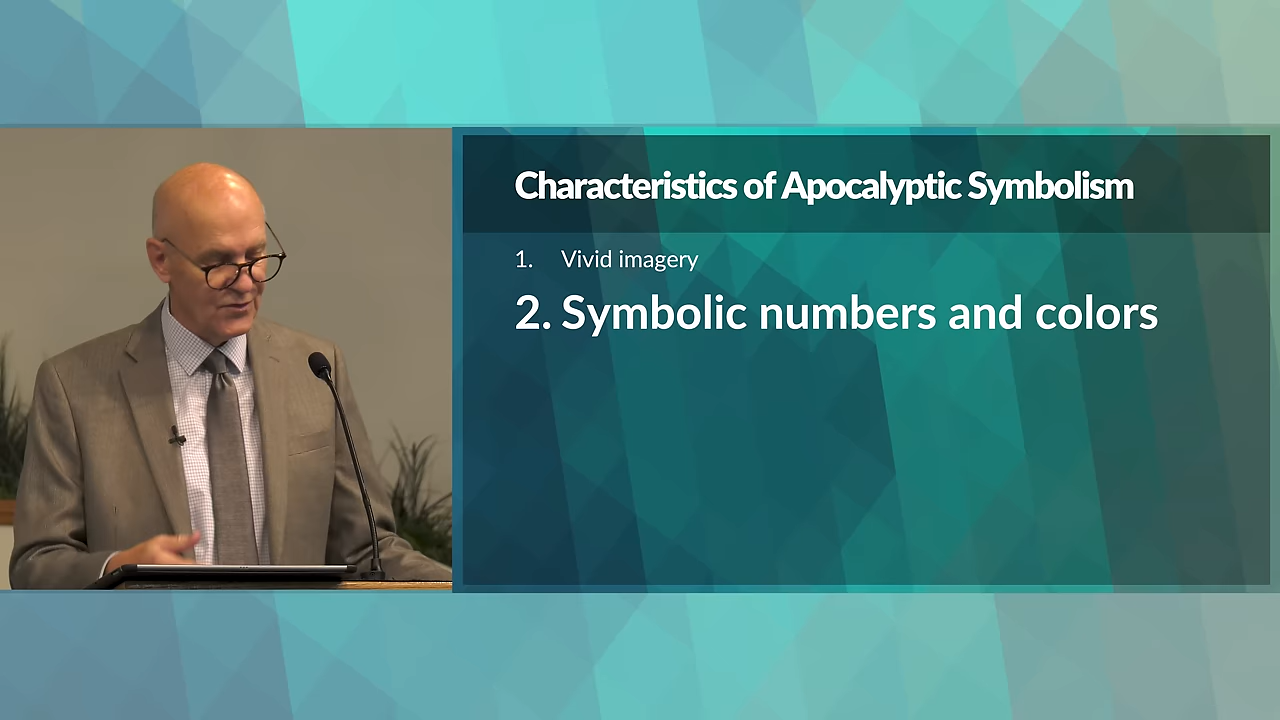 Characteristics of Apocalyptic Symbolism
1. Vivid imagery
2. Symbolic numbers and colors